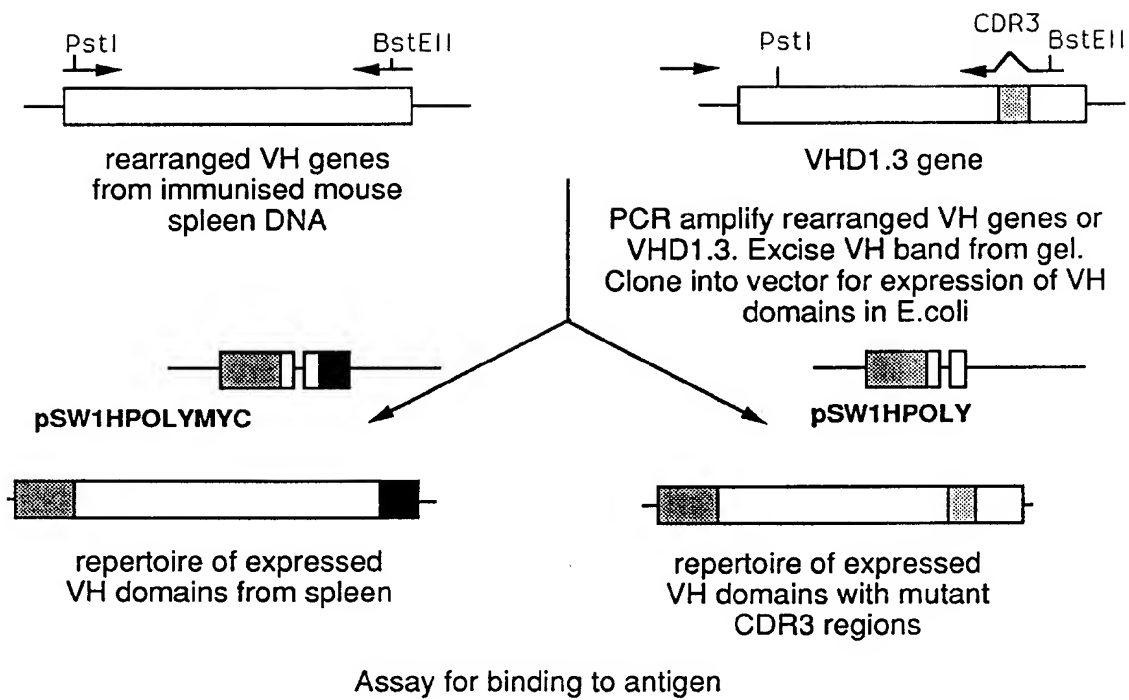 PstI
BstEII
rearranged VH genes
from immunised mouse
spleen DNA
PstI
CDR3
BstEII
VHD1.3 gene
PCR amplify rearranged VH genes or
VHD1.3. Excise VH band from gel.
Clone into vector for expression of VH
domains in E.coli
pSW1HPOLYMYC
pSW1HPOLY
repertoire of expressed
VH domains from spleen
repertoire of expressed
VH domains with mutant
CDR3 regions
Assay for binding to antigen